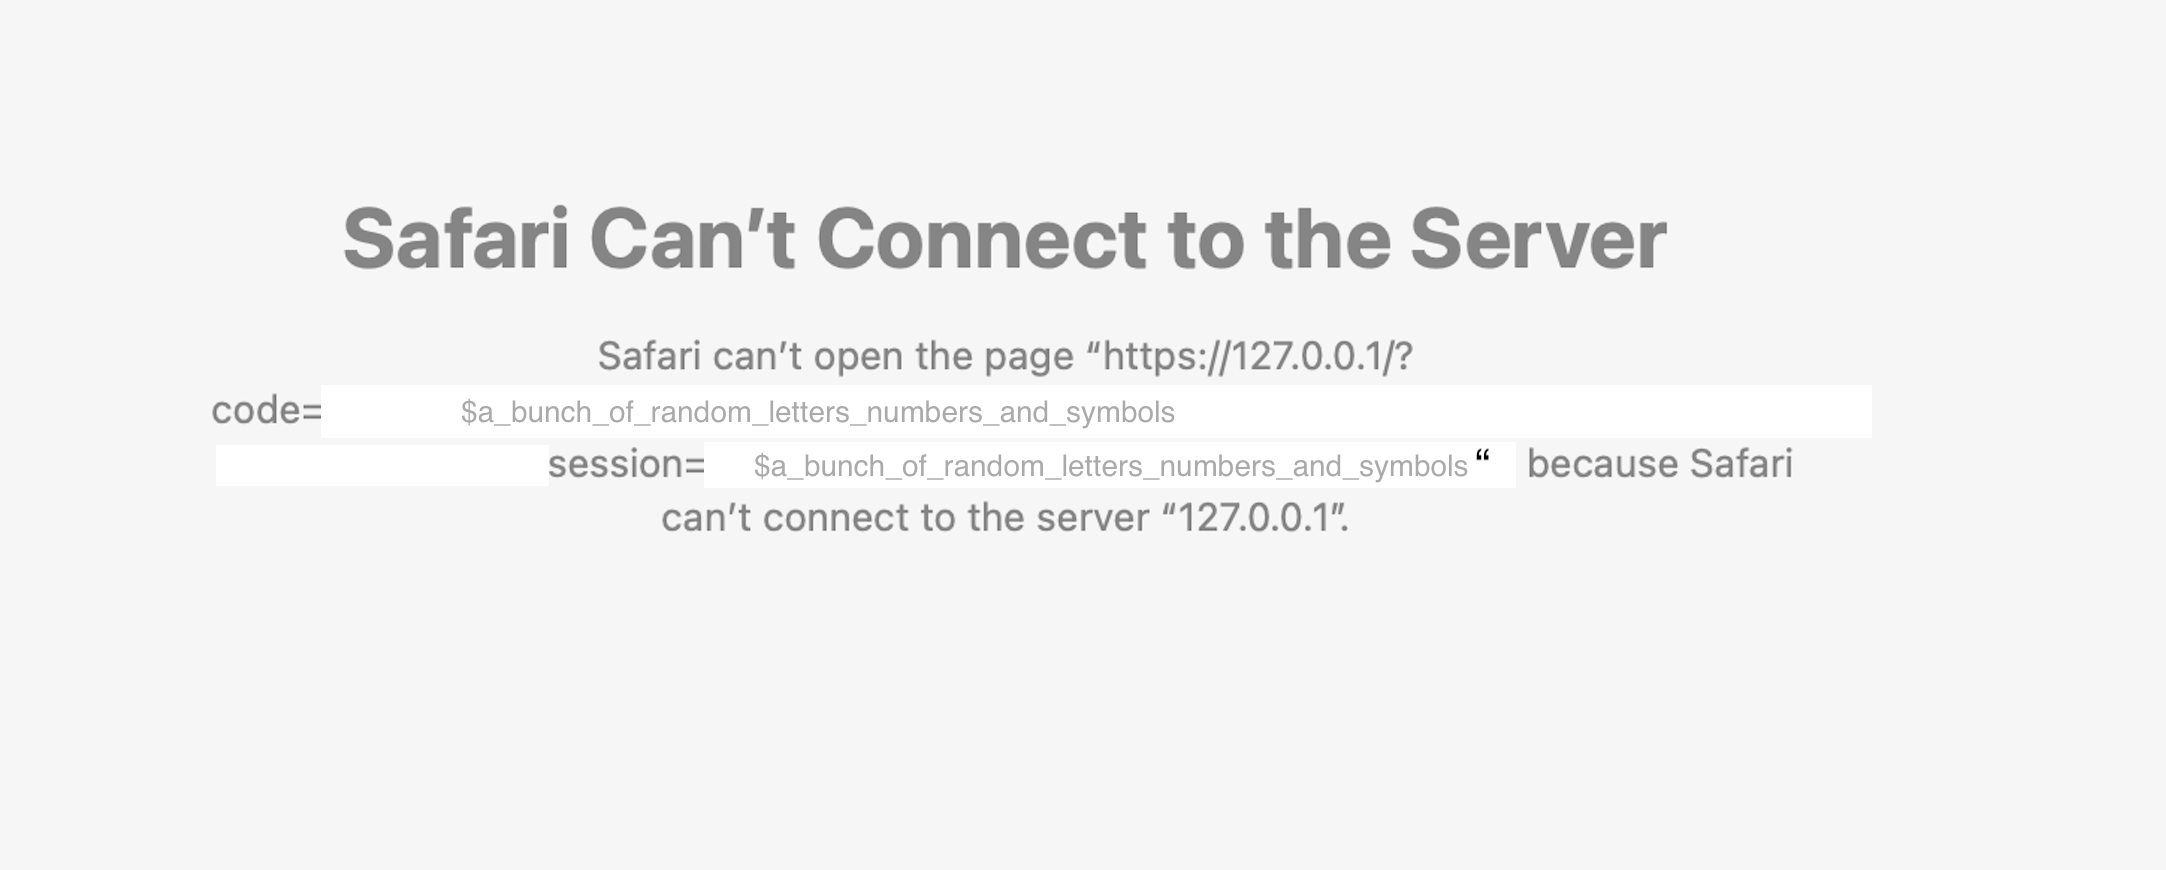 Safari Can’t Connect to the Server
Safari can’t open the page “https://127.0.0.1/?
code= $a_bunch_of_random_letters_numbers_and_symbols
session= $a_bunch_of_random_letters_numbers_and_symbols “ because Safari
can’t connect to the server “127.0.0.1”.